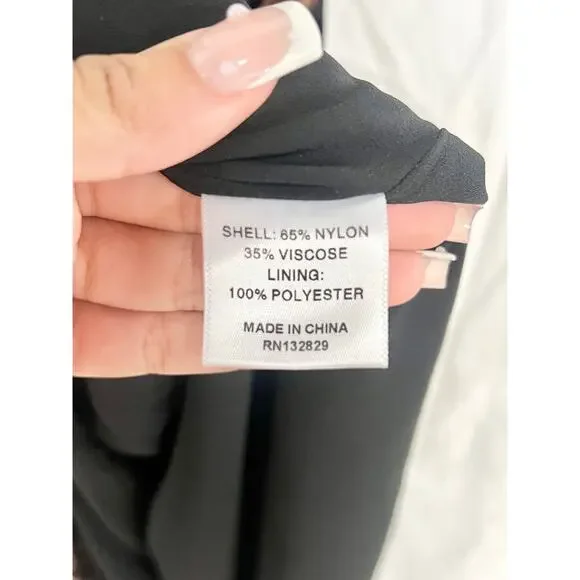 SHELL: 65% NYLON
35% VISCOSE
LINING:
100% POLYESTER
MADE IN CHINA
RN132829